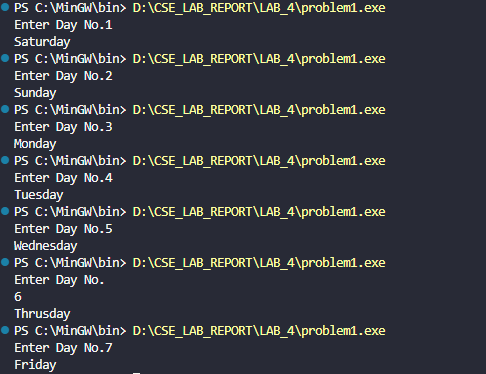 PS C:\MinGW\bin> D:\CSE_LAB_REPORT\LAB_4\problem1.exe
Enter Day No.1
Saturday
PS C:\MinGW\bin> D:\CSE_LAB_REPORT\LAB_4\problem1.exe
Enter Day No.2
Sunday
PS C:\MinGW\bin> D:\CSE_LAB_REPORT\LAB_4\problem1.exe
Enter Day No.3
Monday
PS C:\MinGW\bin> D:\CSE_LAB_REPORT\LAB_4\problem1.exe
Enter Day No.4
Tuesday
PS C:\MinGW\bin> D:\CSE_LAB_REPORT\LAB_4\problem1.exe
Enter Day No.5
Wednesday
PS C:\MinGW\bin> D:\CSE_LAB_REPORT\LAB_4\problem1.exe
Enter Day No.
6
Thrusday
PS C:\MinGW\bin> D:\CSE_LAB_REPORT\LAB_4\problem1.exe
Enter Day No.7
Friday